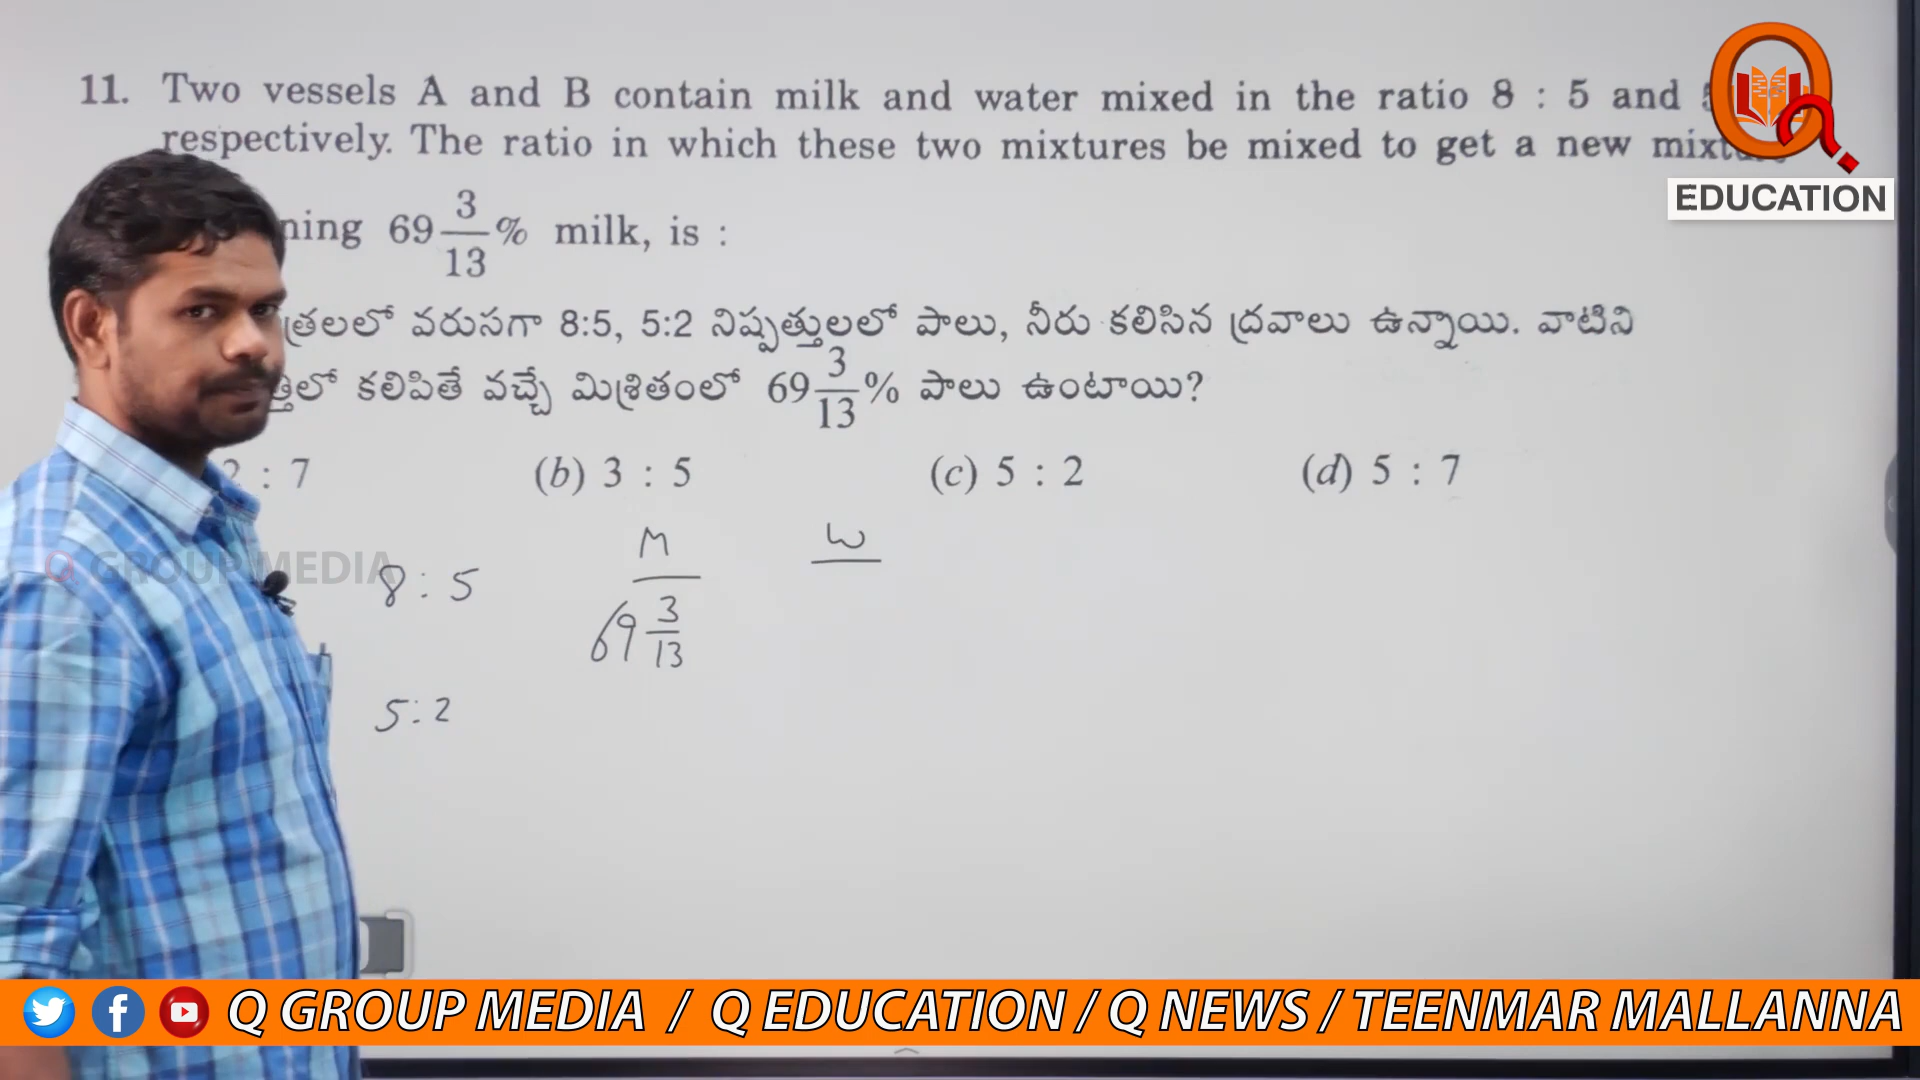 11. Two vessels A and B contain milk and water mixed in the ratio 8 : 5 and
respectively. The ratio in which these two mixtures be mixed to get a new
69 3/13 % milk, is :
వరుసగా 8:5, 5:2 నిష్పత్తులలో పాలు, నీరు కలిసిన ద్రవాలు ఉన్నాయి. వాటిని
కలిపితే వచ్చే మిశ్రితంలో 69 3/13 % పాలు ఉంటాయి?
: 7 (b) 3 : 5 (c) 5 : 2 (d) 5 : 7
M W
8 : 5
69 3/13
5 : 2
Q GROUP MEDIA
Q
EDUCATION
Q GROUP MEDIA / Q EDUCATION / Q NEWS / TEENMAR MALLANNA